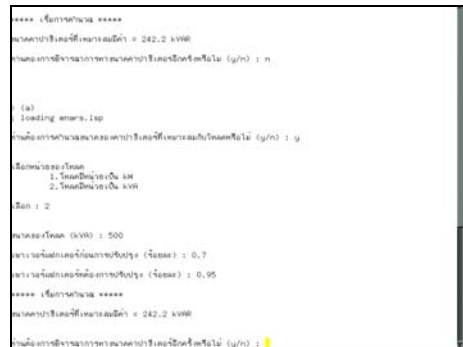 ***** เริ่มการคำนวณ *****
ขนาดคาปาซิเตอร์ที่เหมาะสมมีค่า = 242.2 kVAR
ท่านต้องการพิจารณาการหาขนาดคาปาซิเตอร์อีกครั้งหรือไม่ (y/n) : n
> (a)
; loading enars.lsp
ท่านต้องการคำนวณขนาดของคาปาซิเตอร์ที่เหมาะสมกับโหลดหรือไม่ (y/n) : y
เลือกหน่วยของโหลด
1.โหลดมีหน่วยเป็น kW
2.โหลดมีหน่วยเป็น kVA
เลือก : 2
ขนาดของโหลด (kVA) : 500
เพาเวอร์แฟกเตอร์ก่อนการปรับปรุง (ร้อยละ) : 0.7
เพาเวอร์แฟกเตอร์ที่ต้องการปรับปรุง (ร้อยละ) : 0.95
***** เริ่มการคำนวณ *****
ขนาดคาปาซิเตอร์ที่เหมาะสมมีค่า = 242.2 kVAR
ท่านต้องการพิจารณาการหาขนาดคาปาซิเตอร์อีกครั้งหรือไม่ (y/n) :